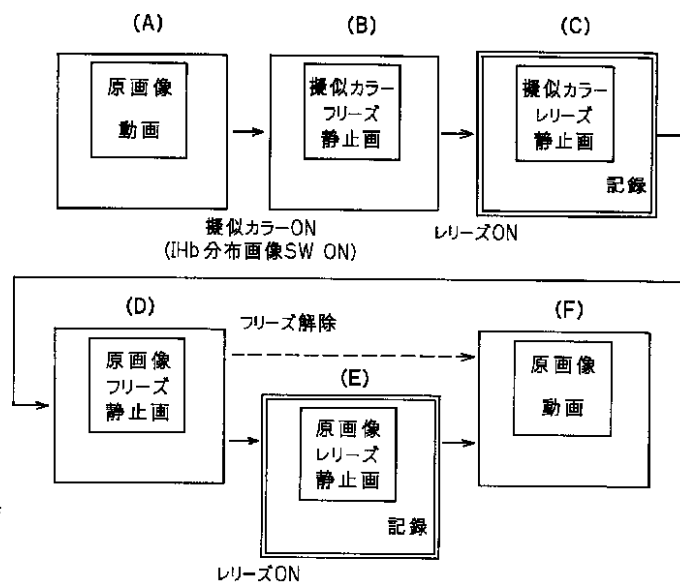 (A)
(B)
(C)
原画像
動画
擬似カラー
フリーズ
静止画
擬似カラー
レリーズ
静止画
記録
擬似カラーON
(IHb分布画像SW ON)
レリーズON
(D)
フリーズ解除
(F)
原画像
フリーズ
静止画
(E)
原画像
レリーズ
静止画
記録
原画像
動画
レリーズON